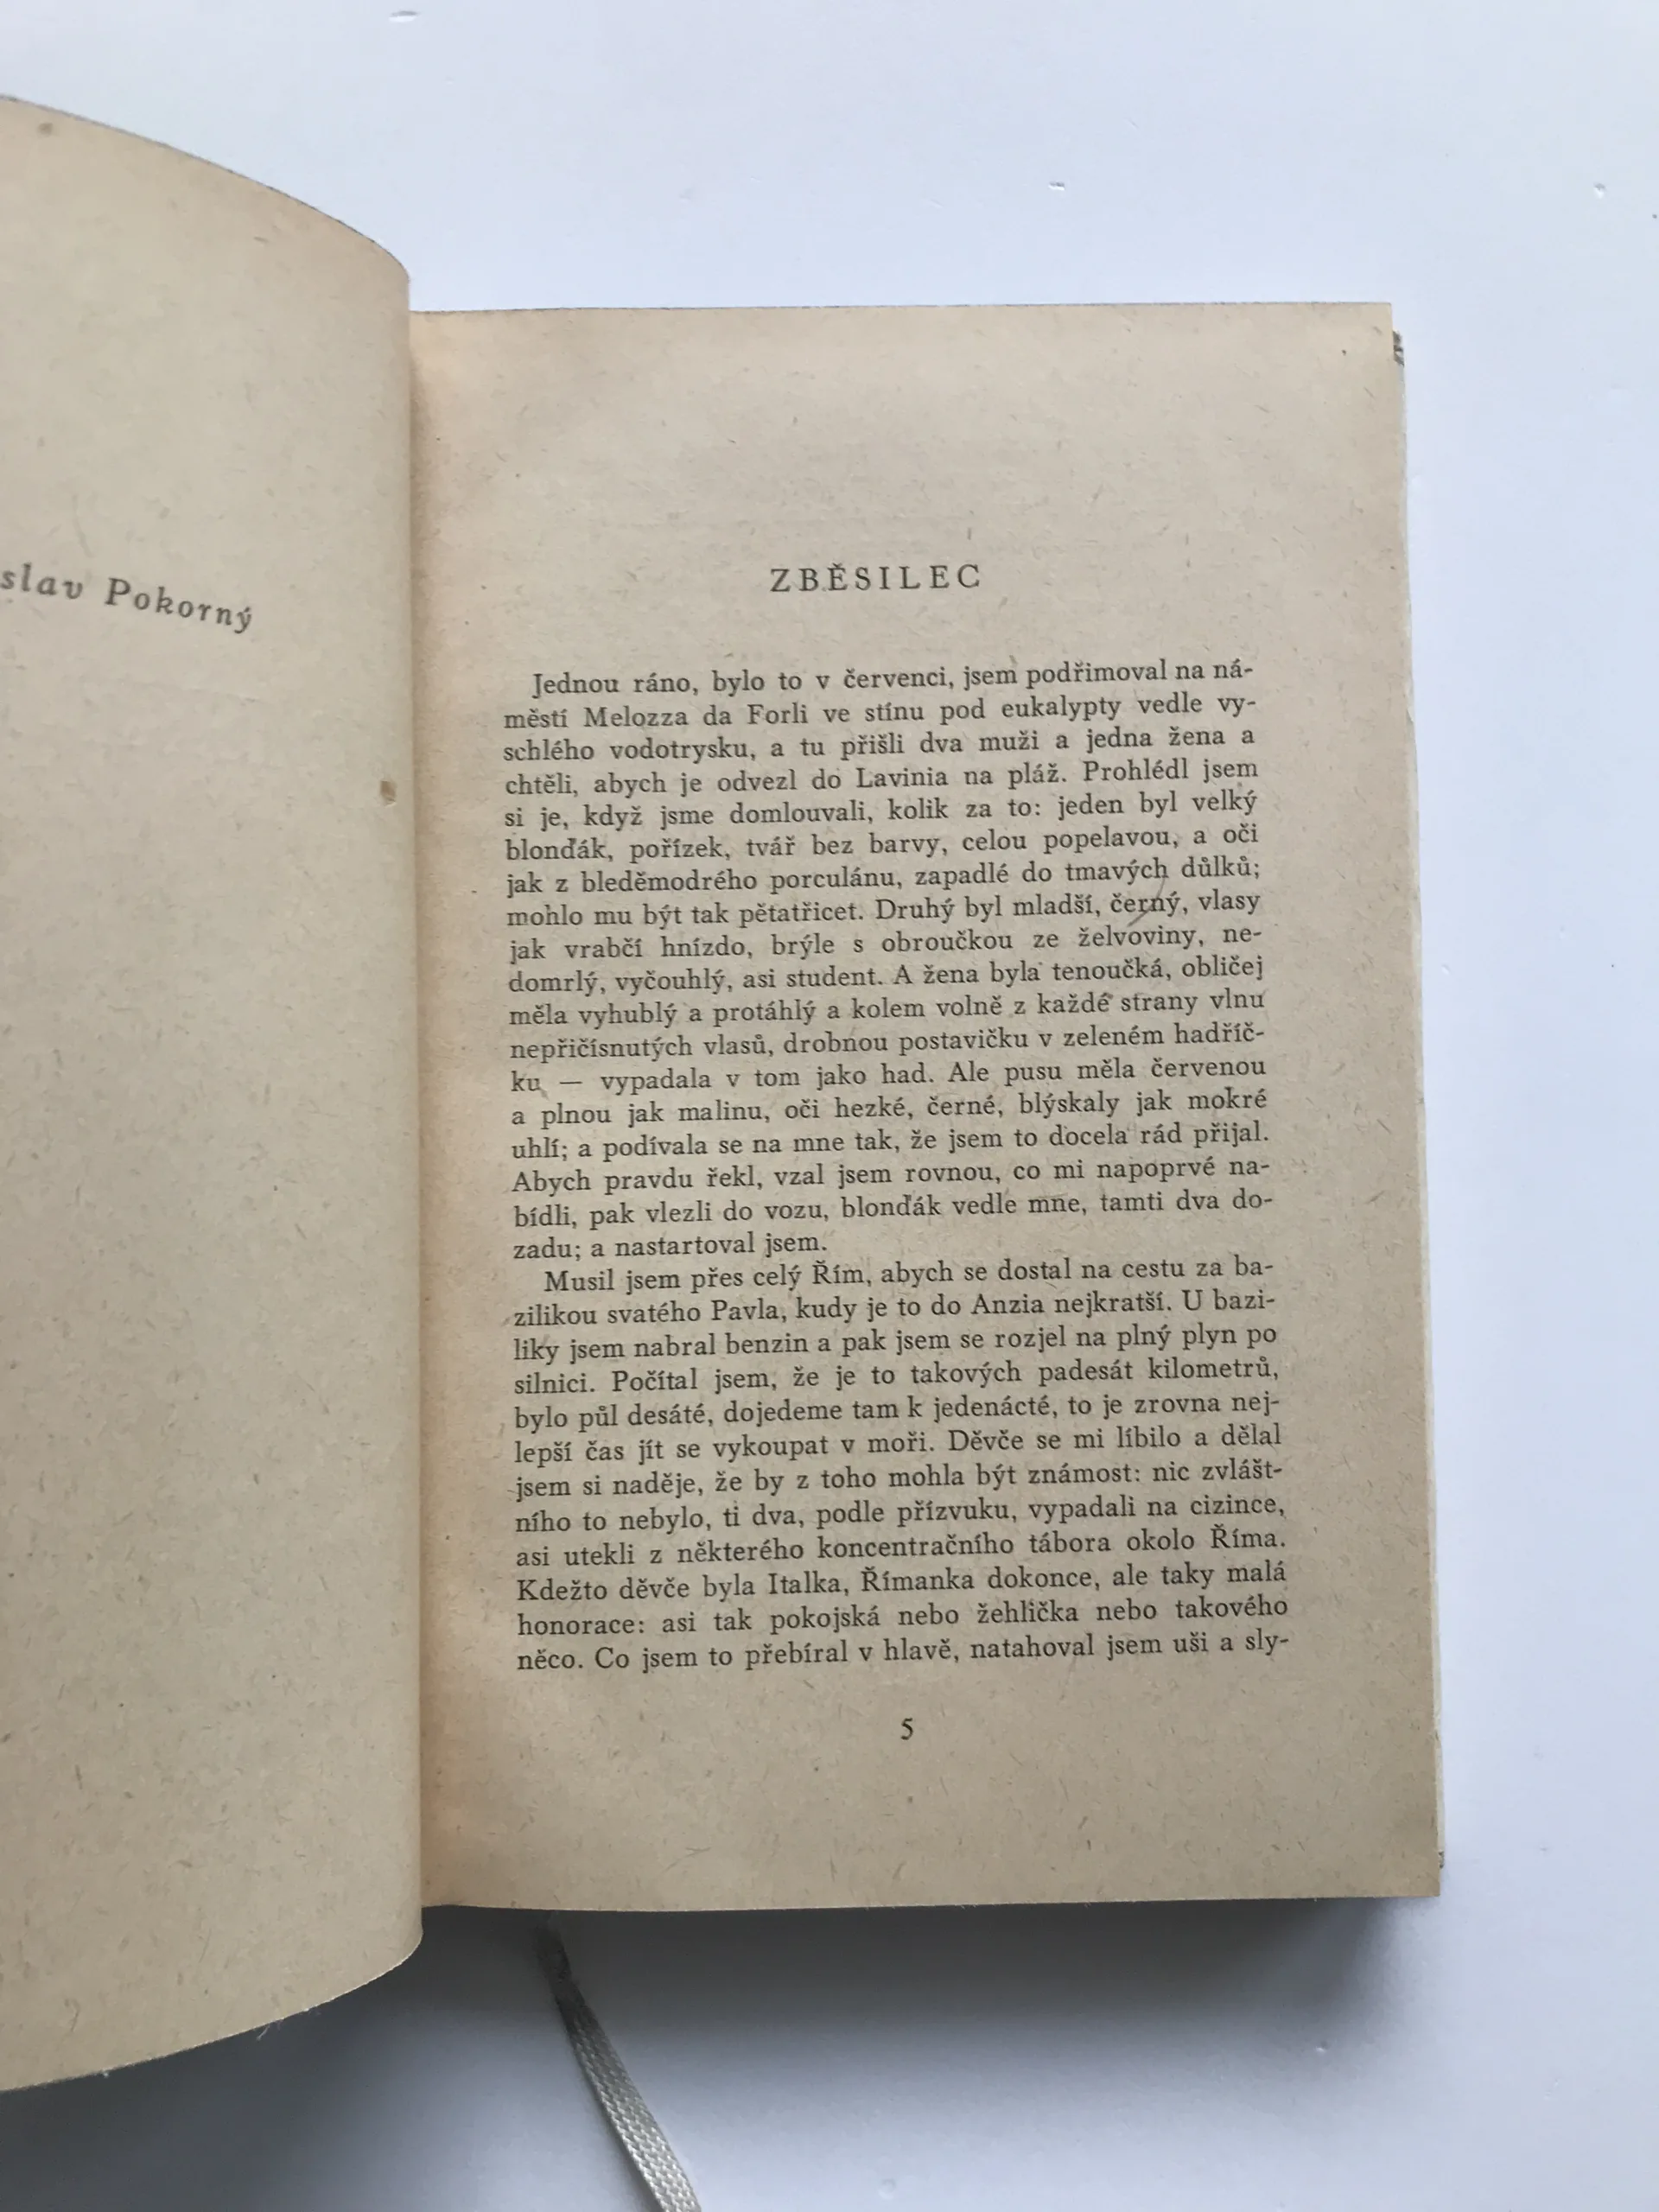 Pokorný
ZBĚSILEC
Jednou ráno, bylo to v červenci, jsem podřimoval na ná-
městí Melozza da Forli ve stínu pod eukalypty vedle vy-
schlého vodotrysku, a tu přišli dva muži a jedna žena a
chtěli, abych je odvezl do Lavinia na pláž. Prohlédl jsem
si je, když jsme domlouvali, kolik za to: jeden byl velký
blonďák, pořízek, tvář bez barvy, celou popelavou, a oči
jak z bleděmodrého porculánu, zapadlé do tmavých důlků;
mohlo mu být tak pětatřicet. Druhý byl mladší, černý, vlasy
jak vrabčí hnízdo, brýle s obroučkou ze želvoviny, ne-
domrlý, vyčouhlý, asi student. A žena byla tenoučká, obličej
měla vyhublý a protáhlý a kolem volně z každé strany vlnu
nepřičísnutých vlasů, drobnou postavičku v zeleném hadříč-
ku — vypadala v tom jako had. Ale pusu měla červenou
a plnou jak malinu, oči hezké, černé, blýskaly jak mokré
uhlí; a podívala se na mne tak, že jsem to docela rád přijal.
Abych pravdu řekl, vzal jsem rovnou, co mi napoprvé na-
bídli, pak vlezli do vozu, blonďák vedle mne, tamti dva do-
zadu; a nastartoval jsem.
Musil jsem přes celý Řím, abych se dostal na cestu za ba-
zilikou svatého Pavla, kudy je to do Anzia nejkratší. U bazi-
liky jsem nabral benzin a pak jsem se rozjel na plný plyn po
silnici. Počítal jsem, že je to takových padesát kilometrů,
bylo půl desáté, dojedeme tam k jedenácté, to je zrovna nej-
lepší čas jít se vykoupat v moři. Děvče se mi líbilo a dělal
jsem si naděje, že by z toho mohla být známost: nic zvlášt-
ního to nebylo, ti dva, podle přízvuku, vypadali na cizince,
asi utekli z některého koncentračního tábora okolo Říma.
Kdežto děvče byla Italka, Římanka dokonce, ale taky malá
honorace: asi tak pokojská nebo žehlička nebo takového
něco. Co jsem to přebíral v hlavě, natahoval jsem uši a sly-
5